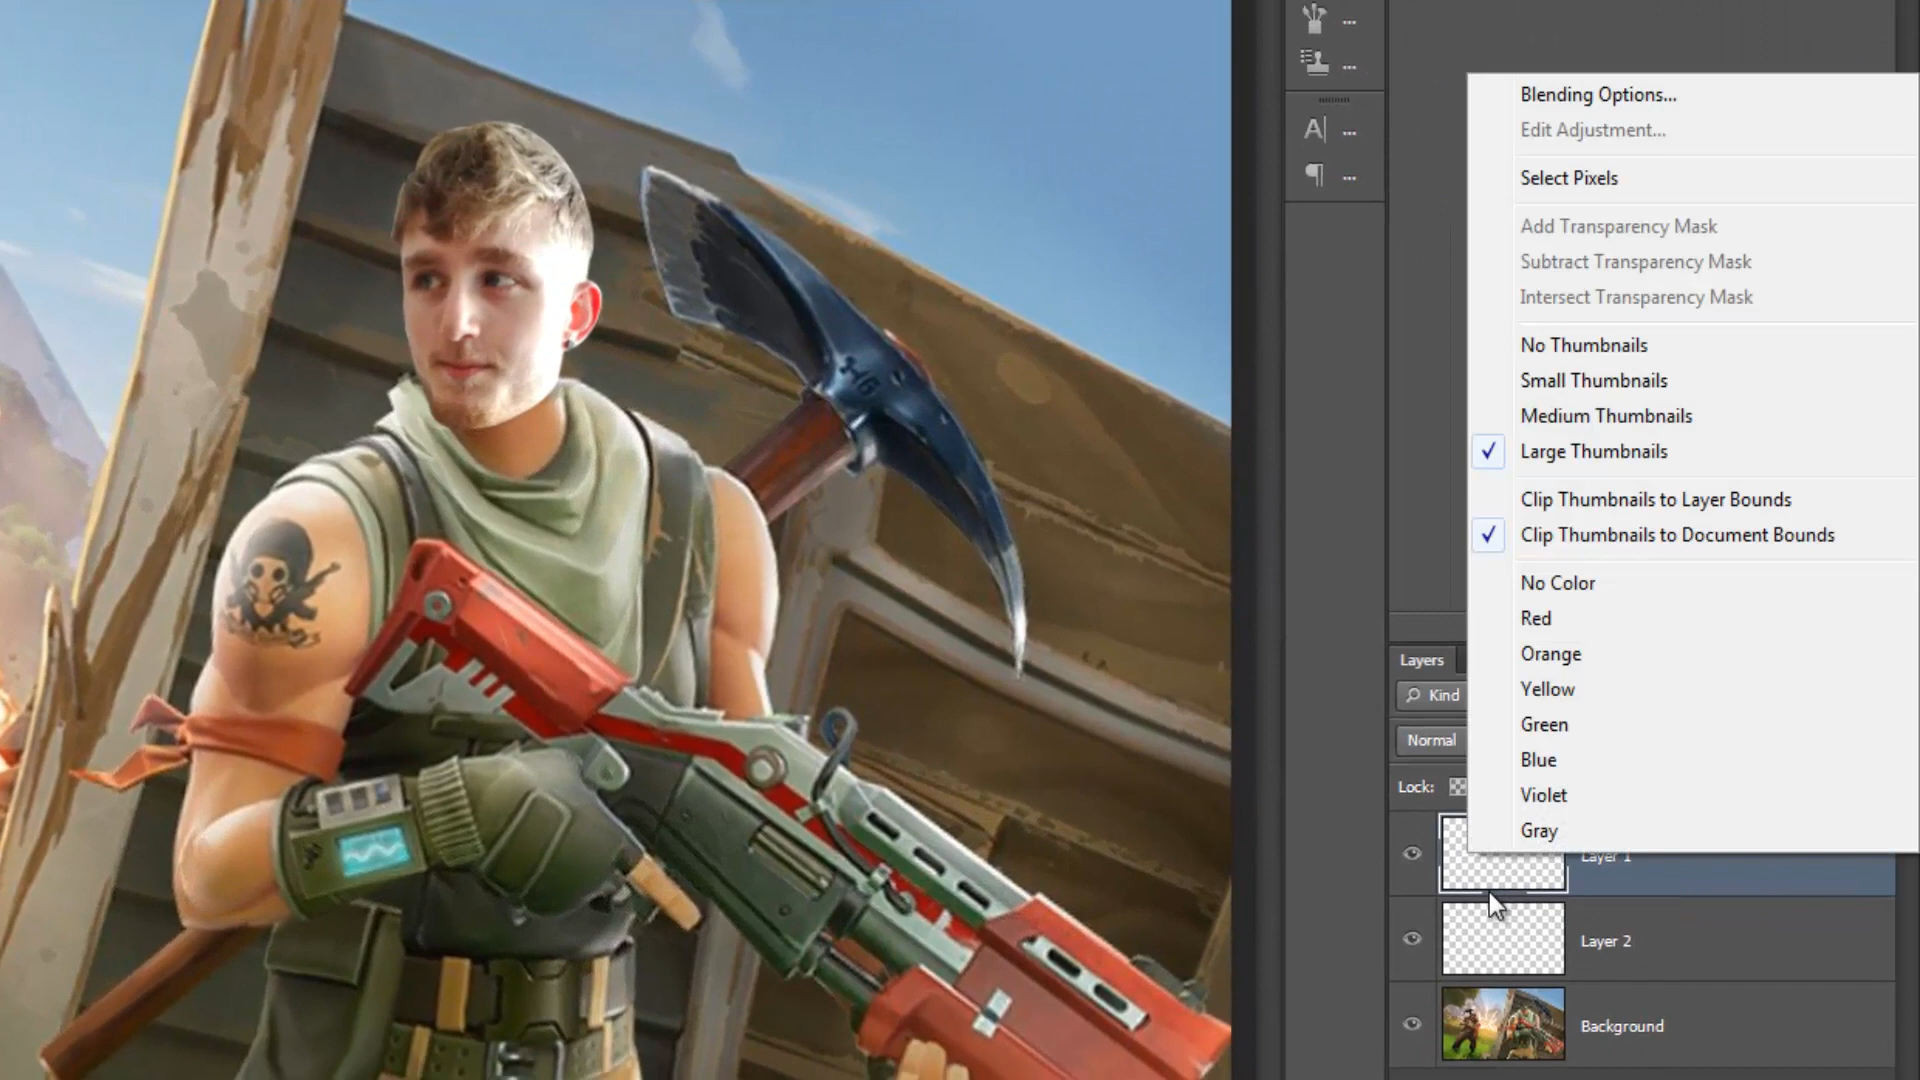 Blending Options...
Edit Adjustment...
Select Pixels
Add Transparency Mask
Subtract Transparency Mask
Intersect Transparency Mask
No Thumbnails
Small Thumbnails
Medium Thumbnails
Large Thumbnails
Clip Thumbnails to Layer Bounds
Clip Thumbnails to Document Bounds
No Color
Red
Orange
Yellow
Green
Blue
Violet
Gray
Layers
Kind
Normal
Lock:
Layer 1
Layer 2
Background